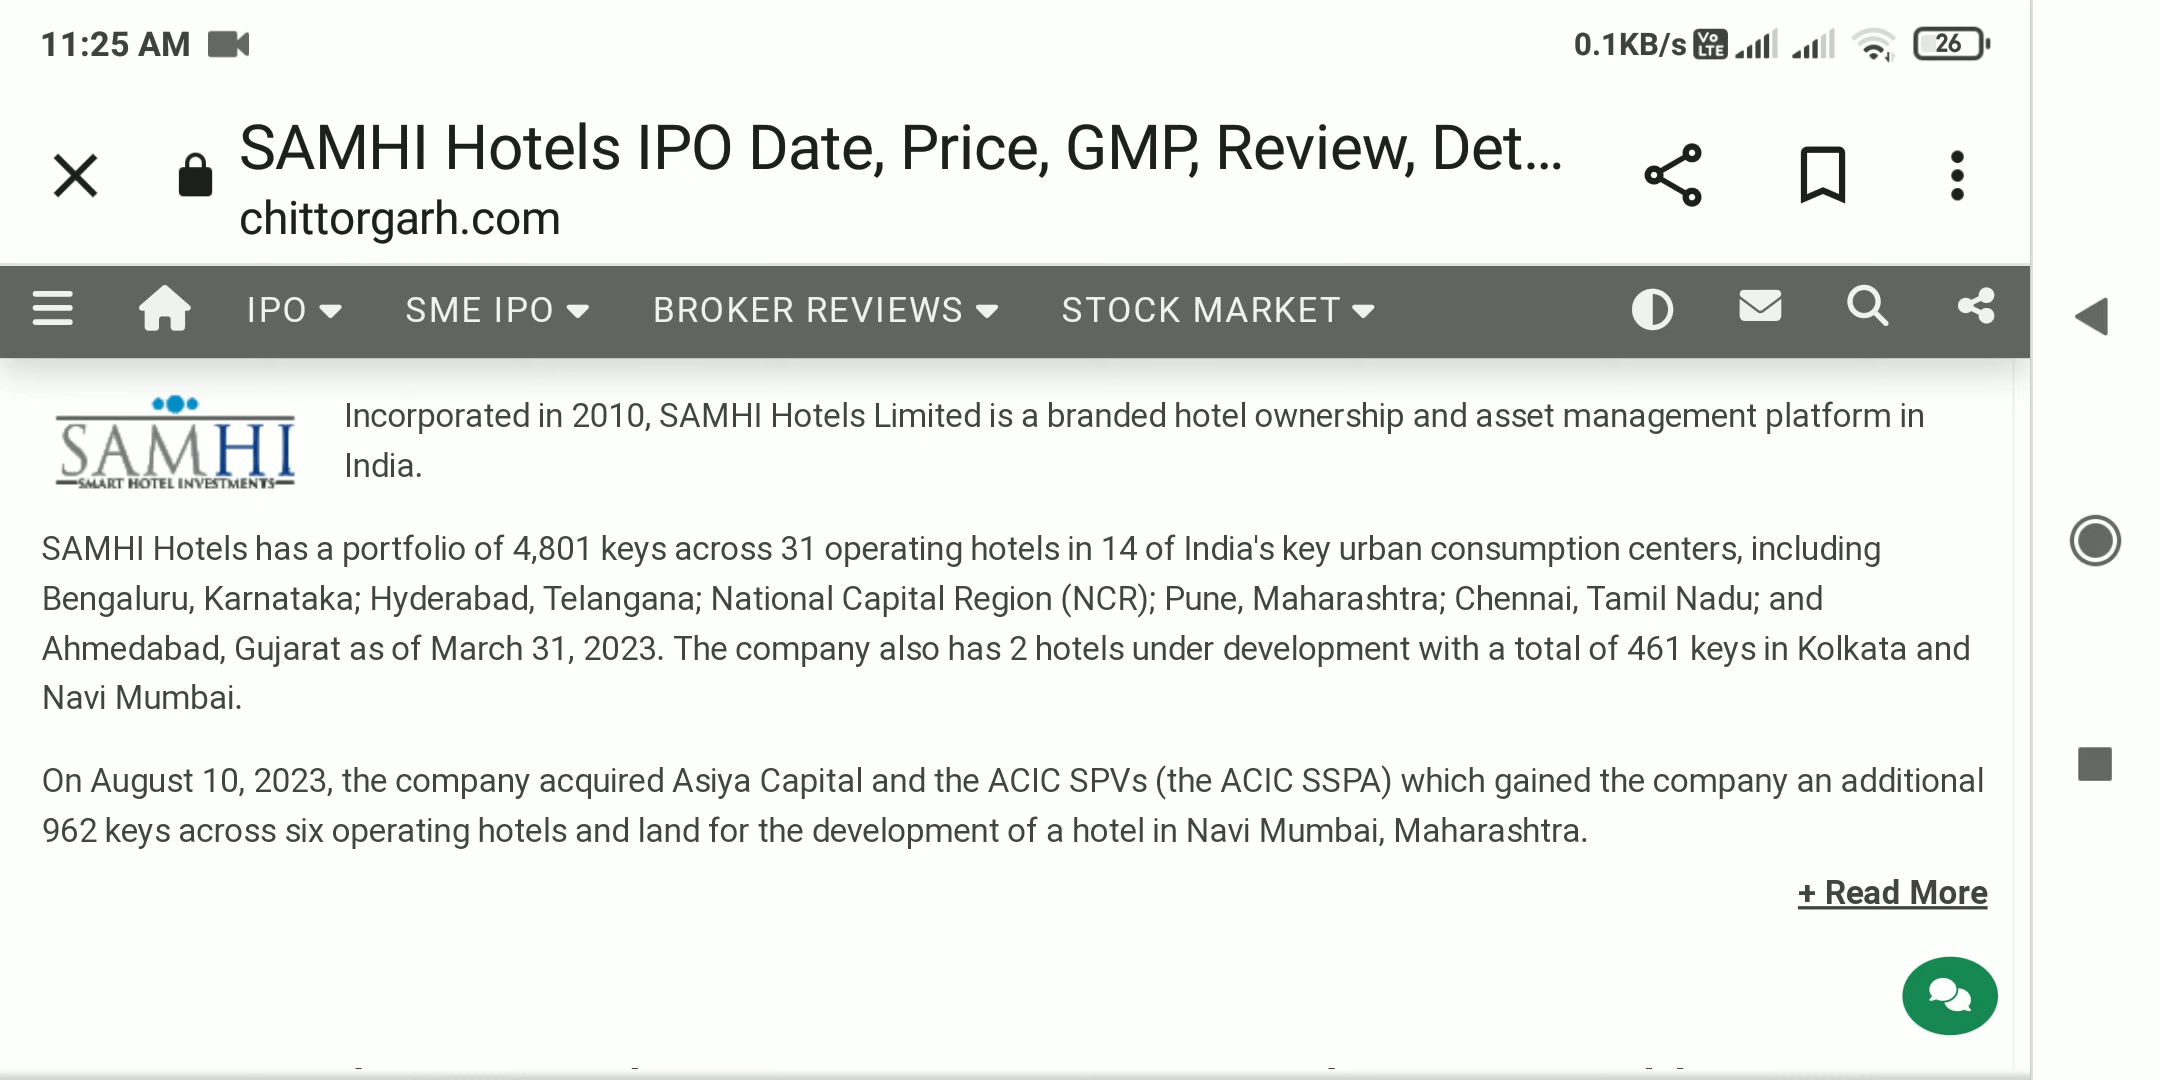 11:25 AM
0.1KB/s Vo LTE 26
SAMHI Hotels IPO Date, Price, GMP, Review, Det...
chittorgarh.com
IPO SME IPO BROKER REVIEWS STOCK MARKET
SAMHI
SMART HOTEL INVESTMENTS
Incorporated in 2010, SAMHI Hotels Limited is a branded hotel ownership and asset management platform in
India.
SAMHI Hotels has a portfolio of 4,801 keys across 31 operating hotels in 14 of India's key urban consumption centers, including
Bengaluru, Karnataka; Hyderabad, Telangana; National Capital Region (NCR); Pune, Maharashtra; Chennai, Tamil Nadu; and
Ahmedabad, Gujarat as of March 31, 2023. The company also has 2 hotels under development with a total of 461 keys in Kolkata and
Navi Mumbai.
On August 10, 2023, the company acquired Asiya Capital and the ACIC SPVs (the ACIC SSPA) which gained the company an additional
962 keys across six operating hotels and land for the development of a hotel in Navi Mumbai, Maharashtra.
+ Read More